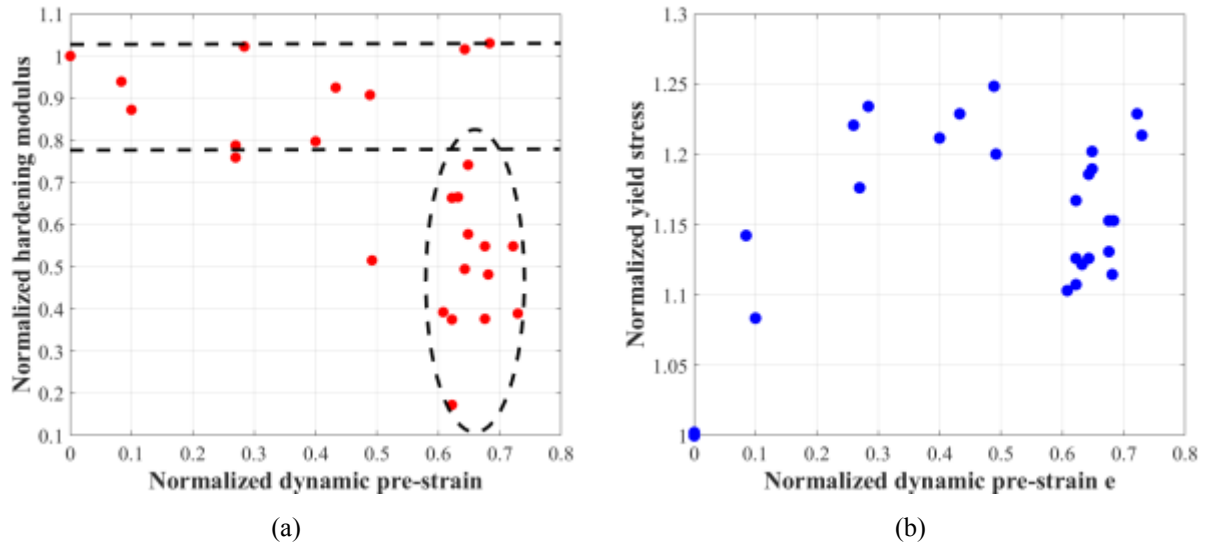 1.1
1
0.9
0.8
0.7
0.6
0.5
0.4
0.3
0.2
0.1
Normalized hardening modulus
0 0.1 0.2 0.3 0.4 0.5 0.6 0.7 0.8
Normalized dynamic pre-strain
(a)
1.3
1.25
1.2
1.15
1.1
1.05
1
Normalized yield stress
0 0.1 0.2 0.3 0.4 0.5 0.6 0.7 0.8
Normalized dynamic pre-strain e
(b)